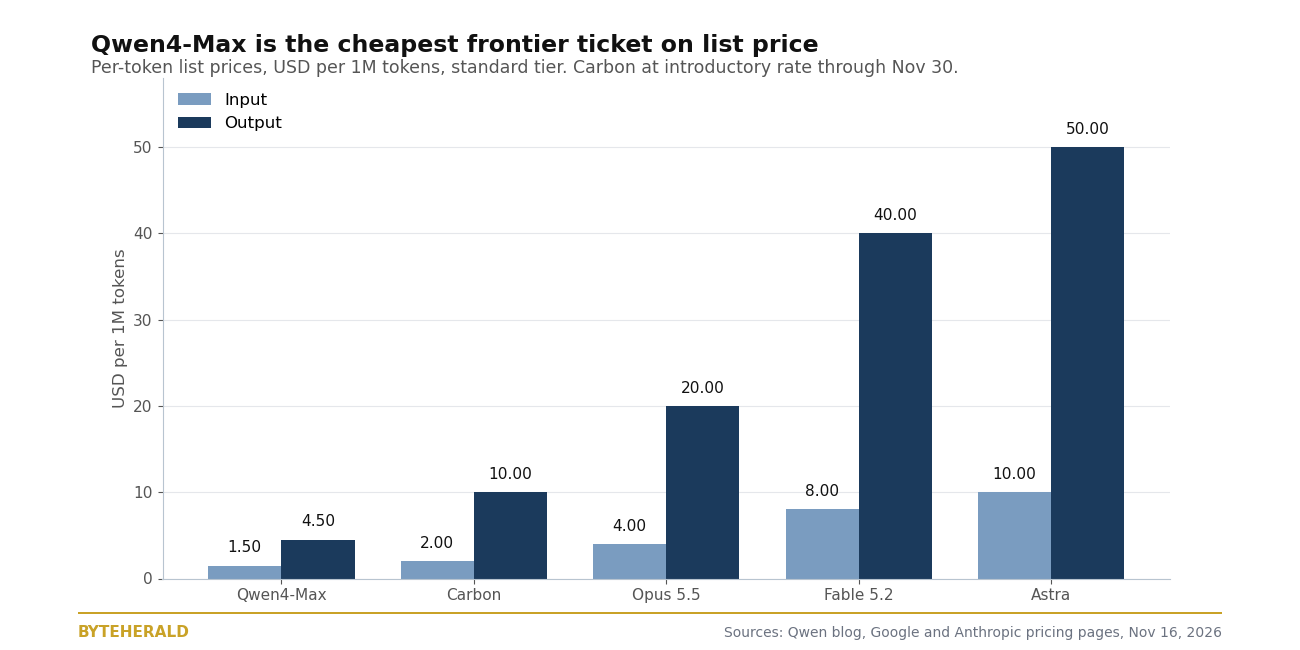 Qwen4-Max is the cheapest frontier ticket on list price
Per-token list prices, USD per 1M tokens, standard tier. Carbon at introductory rate through Nov 30.
Input
Output
USD per 1M tokens
50
40
30
20
10
0
1.50
4.50
2.00
10.00
4.00
20.00
8.00
40.00
10.00
50.00
Qwen4-Max
Carbon
Opus 5.5
Fable 5.2
Astra
BYTEHERALD
Sources: Qwen blog, Google and Anthropic pricing pages, Nov 16, 2026